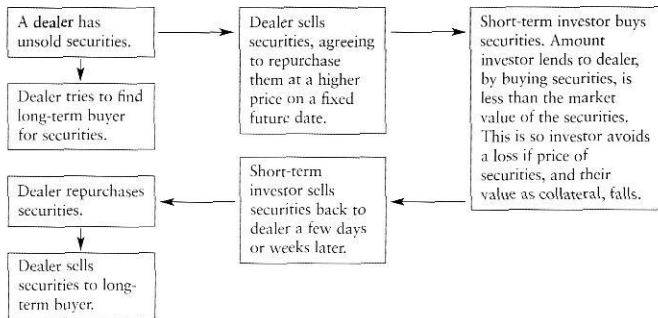 A dealer has
unsold securities.
Dealer sells
securities, agreeing
to repurchase
them at a higher
price on a fixed
future date.
Short-term investor buys
securities. Amount
investor lends to dealer,
by buying securities, is
less than the market
value of the securities.
This is so investor avoids
a loss if price of
securities, and their
value as collateral, falls.
Dealer tries to find
long-term buyer
for securities.
Short-term
investor sells
securities back to
dealer a few days
or weeks later.
Dealer repurchases
securities.
Dealer sells
securities to long-
term buyer.